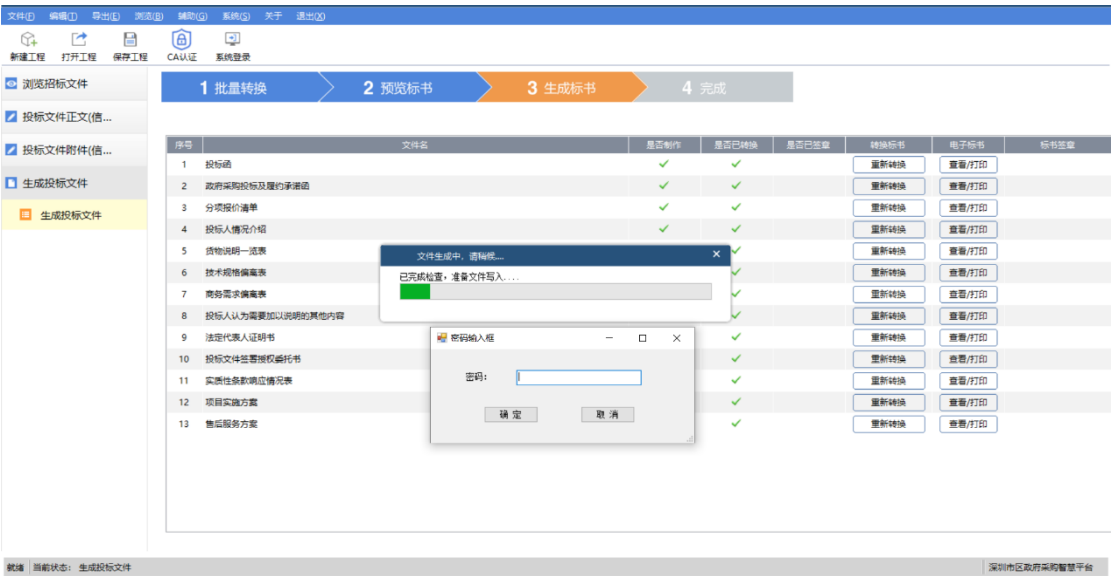 文件(F) 编辑(T) 导出(E) 浏览(B) 辅助(G) 系统(S) 关于 退出(X)
新建工程 打开工程 保存工程 CA认证 系统登录
浏览招标文件
投标文件正文(信...
投标文件附件(信...
生成投标文件
生成投标文件
1 批量转换 2 预览标书 3 生成标书 4 完成
序号 文件名 是否制作 是否已转换 是否已签章 转换标书 电子标书 标书签章
1 投标函 重新转换 查看/打印
2 政府采购投标及履约承诺函 重新转换 查看/打印
3 分项报价清单 重新转换 查看/打印
4 投标人情况介绍 重新转换 查看/打印
5 货物说明一览表 重新转换 查看/打印
6 技术规格偏离表 重新转换 查看/打印
7 商务需求偏离表 重新转换 查看/打印
8 投标人认为需要加以说明的其他内容 重新转换 查看/打印
9 法定代表人证明书 重新转换 查看/打印
10 投标文件签署授权委托书 重新转换 查看/打印
11 实质性条款响应情况表 重新转换 查看/打印
12 项目实施方案 重新转换 查看/打印
13 售后服务方案 重新转换 查看/打印
文件生成中，请稍候....
已完成检查，准备文件写入....
密码输入框
密码：
确定 取消
就绪 当前状态： 生成投标文件 深圳市区政府采购智慧平台